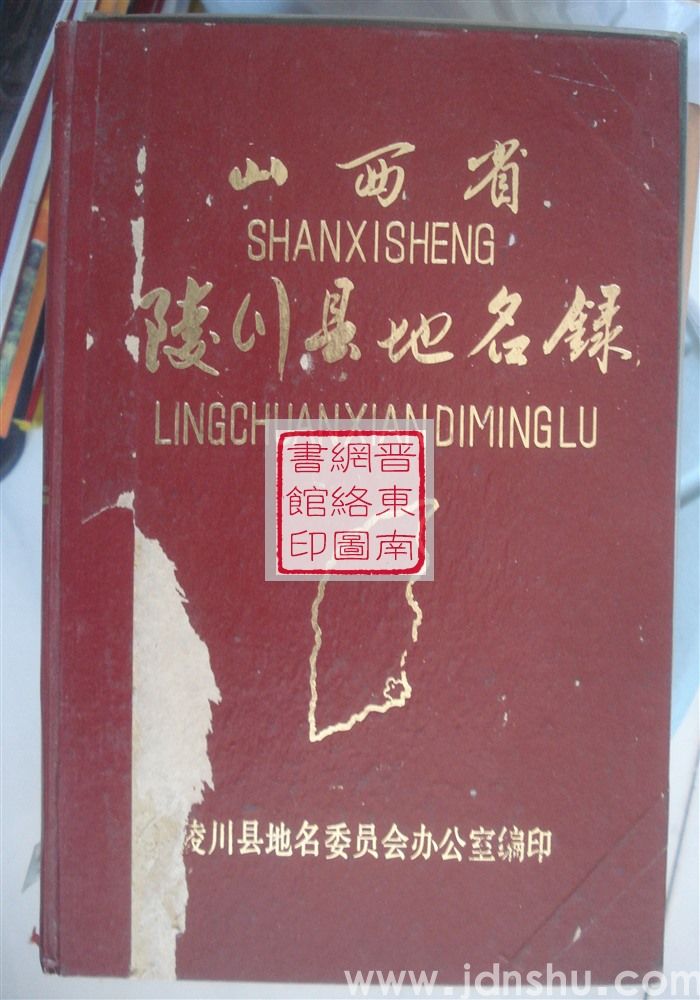 山西省
SHANXISHENG
陵川县地名録
LINGCHUANXIANDIMINGLU
晋東南
網絡圖
書館印
陵川县地名委员会办公室编印
www.jdnshu.com